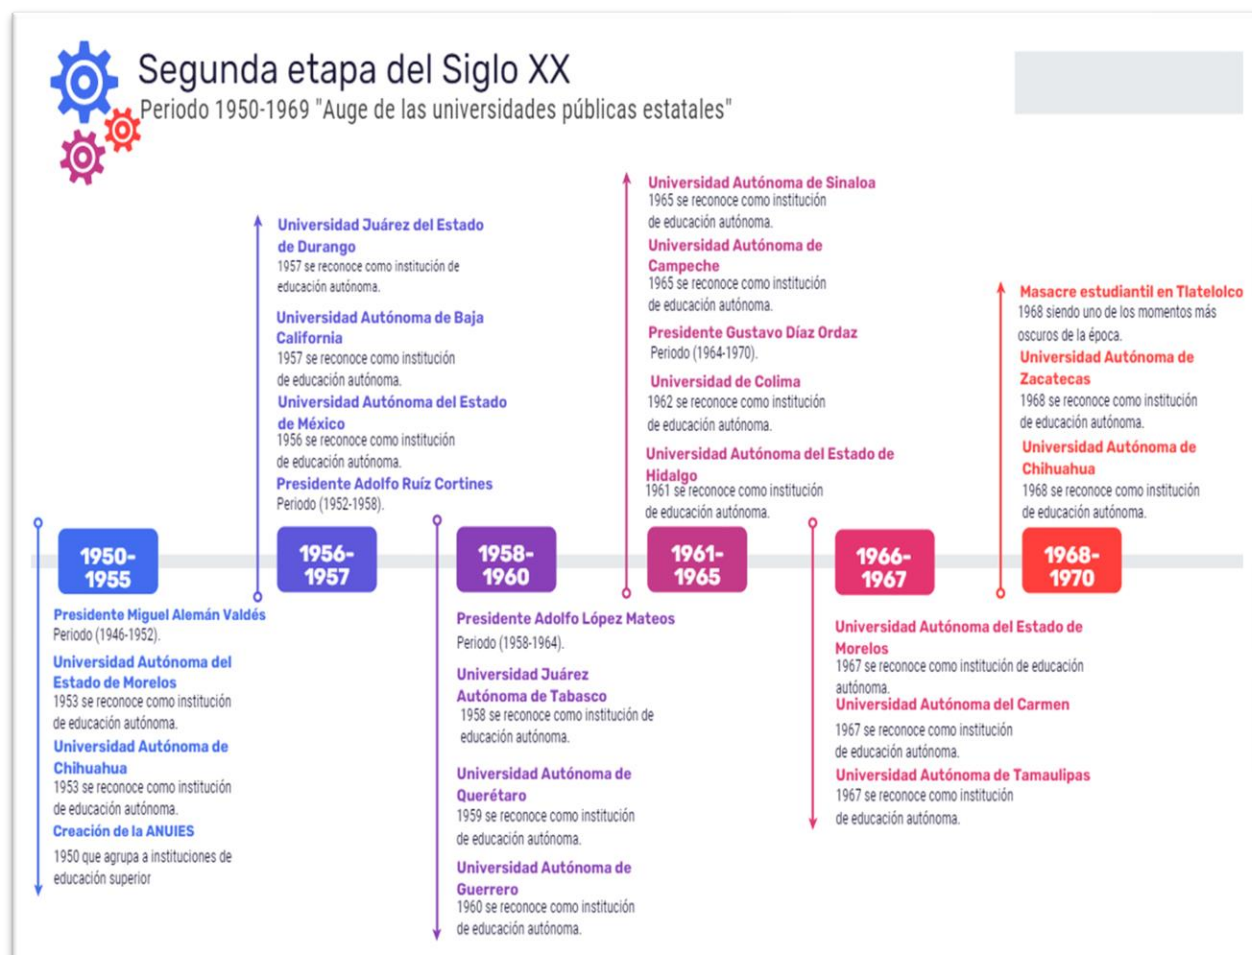 Segunda etapa del Siglo XX
Periodo 1950-1969 "Auge de las universidades públicas estatales"
1950-
1955
Presidente Miguel Alemán Valdés
Periodo (1946-1952).
Universidad Autónoma del
Estado de Morelos
1953 se reconoce como institución
de educación autónoma.
Universidad Autónoma de
Chihuahua
1953 se reconoce como institución
de educación autónoma.
Creación de la ANUIES
1950 que agrupa a instituciones de
educación superior
Universidad Juárez del Estado
de Durango
1957 se reconoce como institución de
educación autónoma.
Universidad Autónoma de Baja
California
1957 se reconoce como institución
de educación autónoma.
Universidad Autónoma del Estado
de México
1956 se reconoce como institución
de educación autónoma.
Presidente Adolfo Ruíz Cortines
Periodo (1952-1958).
1956-
1957
1958-
1960
Presidente Adolfo López Mateos
Periodo (1958-1964).
Universidad Juárez
Autónoma de Tabasco
1958 se reconoce como institución de
educación autónoma.
Universidad Autónoma de
Querétaro
1959 se reconoce como institución
de educación autónoma.
Universidad Autónoma de
Guerrero
1960 se reconoce como institución
de educación autónoma.
Universidad Autónoma de Sinaloa
1965 se reconoce como institución
de educación autónoma.
Universidad Autónoma de
Campeche
1965 se reconoce como institución
de educación autónoma.
Presidente Gustavo Díaz Ordaz
Periodo (1964-1970).
Universidad de Colima
1962 se reconoce como institución
de educación autónoma.
Universidad Autónoma del Estado de
Hidalgo
1961 se reconoce como institución
de educación autónoma.
1961-
1965
1966-
1967
Universidad Autónoma del Estado de
Morelos
1967 se reconoce como institución de educación
autónoma.
Universidad Autónoma del Carmen
1967 se reconoce como institución
de educación autónoma.
Universidad Autónoma de Tamaulipas
1967 se reconoce como institución
de educación autónoma.
Masacre estudiantil en Tlatelolco
1968 siendo uno de los momentos más
oscuros de la época.
Universidad Autónoma de
Zacatecas
1968 se reconoce como institución
de educación autónoma.
Universidad Autónoma de
Chihuahua
1968 se reconoce como institución
de educación autónoma.
1968-
1970